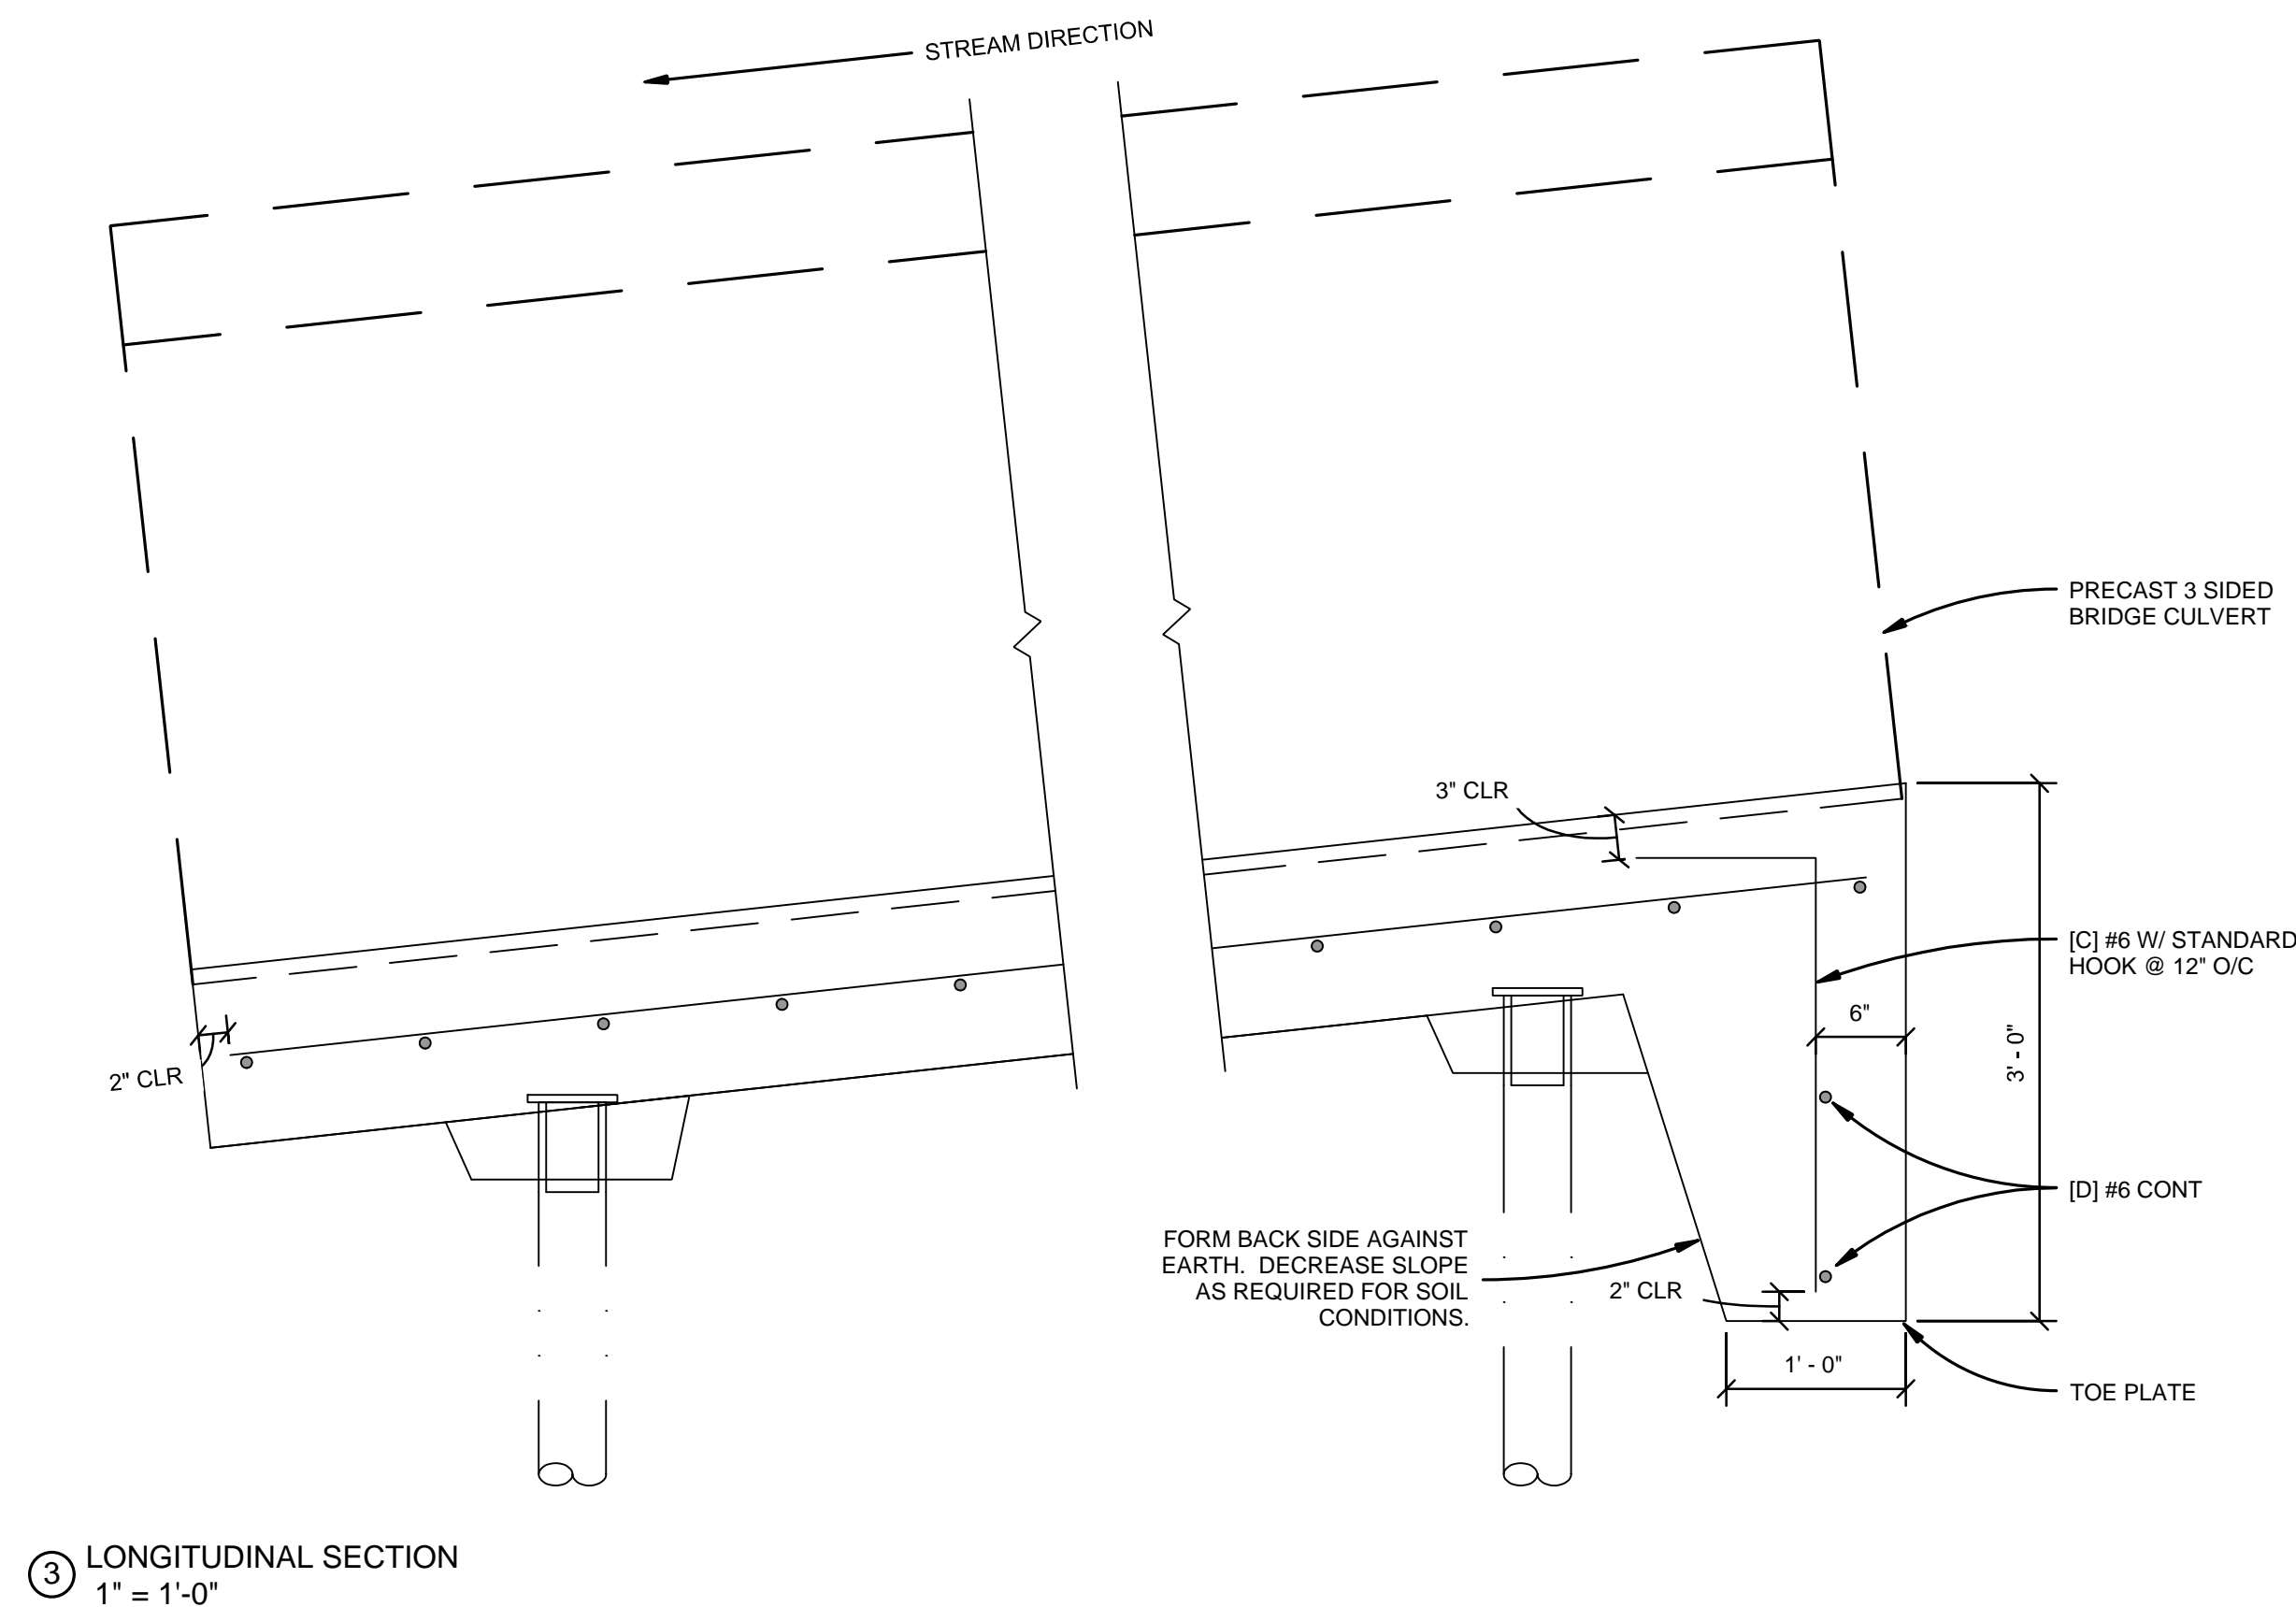 STREAM DIRECTION
PRECAST 3 SIDED
BRIDGE CULVERT
3" CLR
[C] #6 W/ STANDARD
HOOK @ 12" O/C
6"
3' - 0"
2" CLR
[D] #6 CONT
FORM BACK SIDE AGAINST
EARTH. DECREASE SLOPE
AS REQUIRED FOR SOIL
CONDITIONS.
2" CLR
1' - 0"
TOE PLATE
3
LONGITUDINAL SECTION
1" = 1'-0"